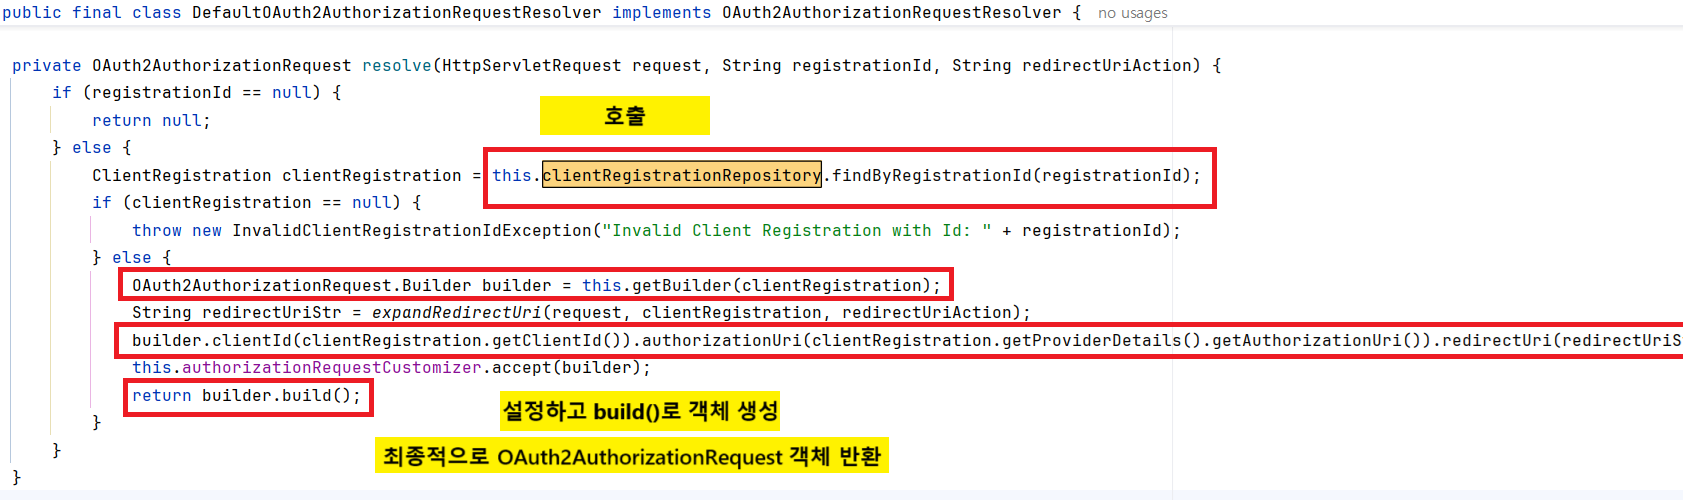 public final class DefaultOAuth2AuthorizationRequestResolver implements OAuth2AuthorizationRequestResolver { no usages
private OAuth2AuthorizationRequest resolve(HttpServletRequest request, String registrationId, String redirectUriAction) {
if (registrationId == null) {
return null;
호출
} else {
ClientRegistration clientRegistration = this.clientRegistrationRepository.findByRegistrationId(registrationId);
if (clientRegistration == null) {
throw new InvalidClientRegistrationIdException("Invalid Client Registration with Id: " + registrationId);
} else {
OAuth2AuthorizationRequest.Builder builder = this.getBuilder(clientRegistration);
String redirectUriStr = expandRedirectUri(request, clientRegistration, redirectUriAction);
builder.clientId(clientRegistration.getClientId()).authorizationUri(clientRegistration.getProviderDetails().getAuthorizationUri()).redirectUri(redirectUriS
this.authorizationRequestCustomizer.accept(builder);
return builder.build();
설정하고 build()로 객체 생성
}
최종적으로 OAuth2AuthorizationRequest 객체 반환
}
}